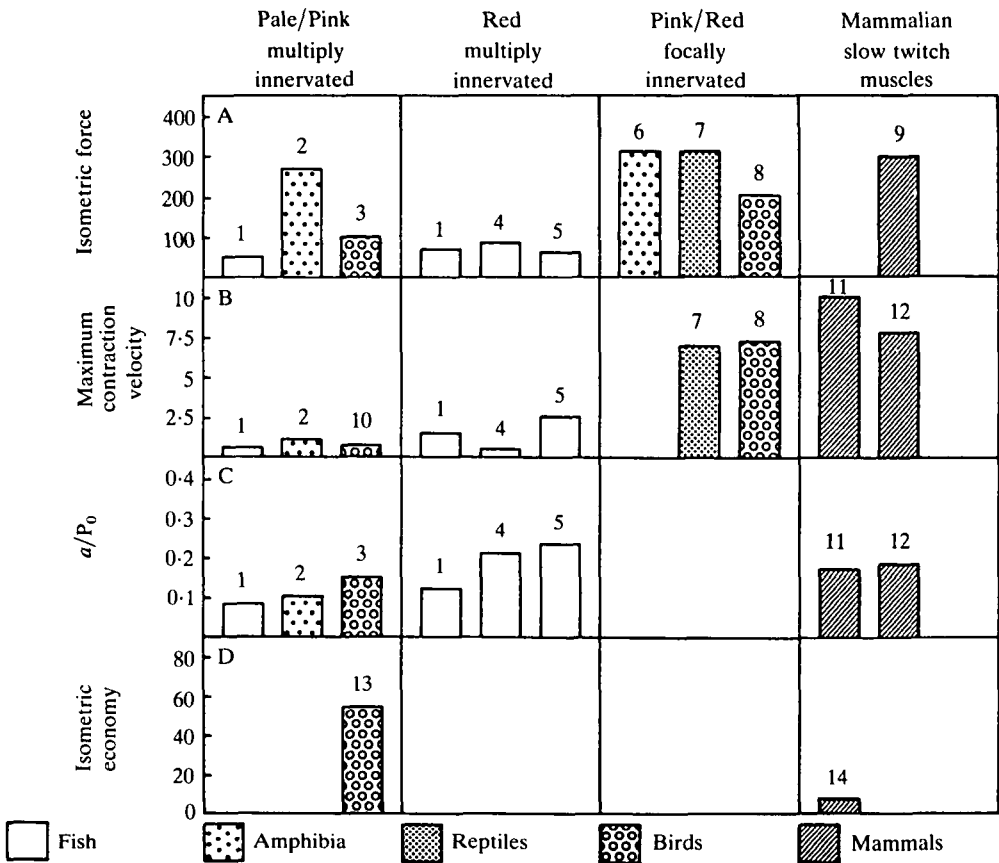 Pale/Pink
multiply
innervated
Red
multiply
innervated
Pink/Red
focally
innervated
Mammalian
slow twitch
muscles
Isometric force
400
300
200
100
A
1
2
3
1
4
5
6
7
8
9
Maximum
contraction
velocity
10
7·5
5
2·5
B
1
2
10
1
4
5
7
8
11
12
a/P₀
0·4
0·3
0·2
0·1
C
1
2
3
1
4
5
11
12
Isometric
economy
80
60
40
20
0
D
13
14
Fish
Amphibia
Reptiles
Birds
Mammals